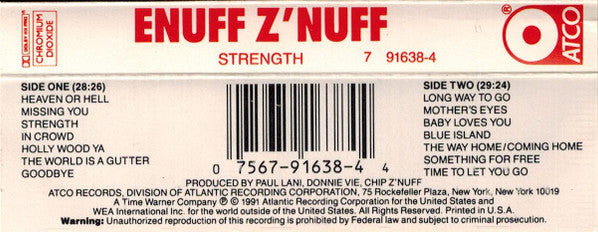 DOLBY HX PRO
CHROMIUM
DIOXIDE
ENUFF Z'NUFF
STRENGTH 7 91638-4
®
ATCO
SIDE ONE (28:26)
HEAVEN OR HELL
MISSING YOU
STRENGTH
IN CROWD
HOLLY WOOD YA
THE WORLD IS A GUTTER
GOODBYE
0 7567-91638-4 4
SIDE TWO (29:24)
LONG WAY TO GO
MOTHER'S EYES
BABY LOVES YOU
BLUE ISLAND
THE WAY HOME/COMING HOME
SOMETHING FOR FREE
TIME TO LET YOU GO
PRODUCED BY PAUL LANI, DONNIE VIE, CHIP Z'NUFF
ATCO RECORDS, DIVISION OF ATLANTIC RECORDING CORPORATION, 75 Rockefeller Plaza, New York, New York 10019
A Time Warner Company ℗ © 1991 Atlantic Recording Corporation for the United States and
WEA International Inc. for the world outside of the United States. All Rights Reserved. Printed in U.S.A.
Warning: Unauthorized reproduction of this recording is prohibited by Federal law and subject to criminal prosecution.